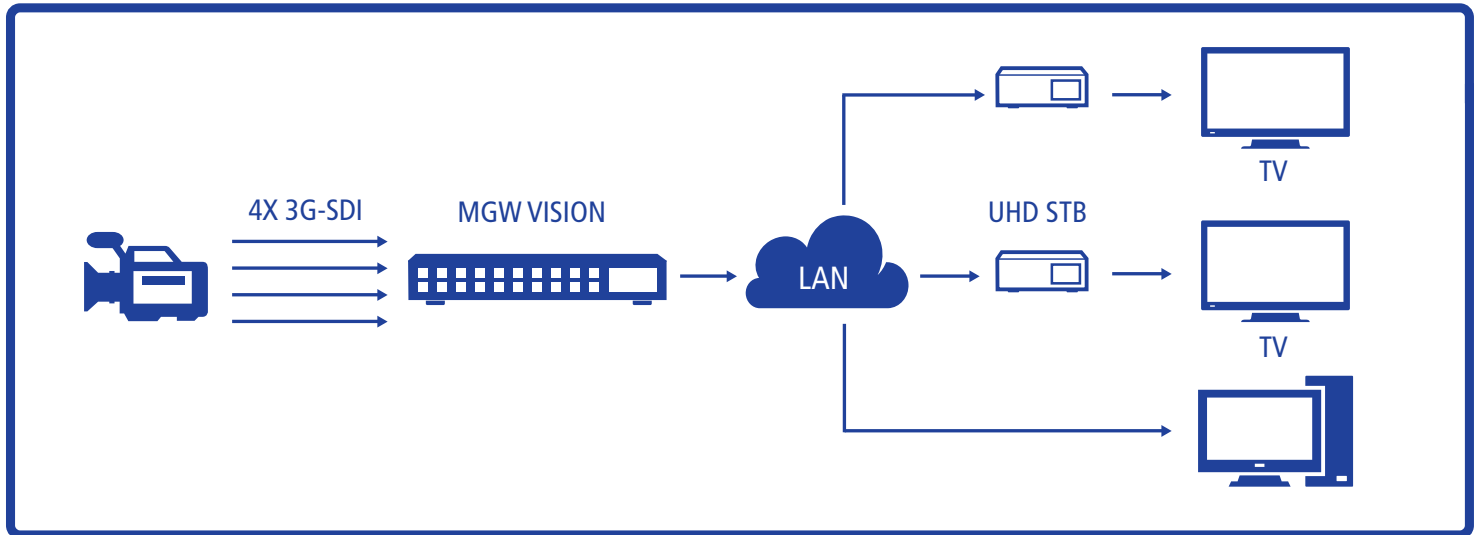 4X 3G-SDI
MGW VISION
LAN
UHD STB
TV
TV